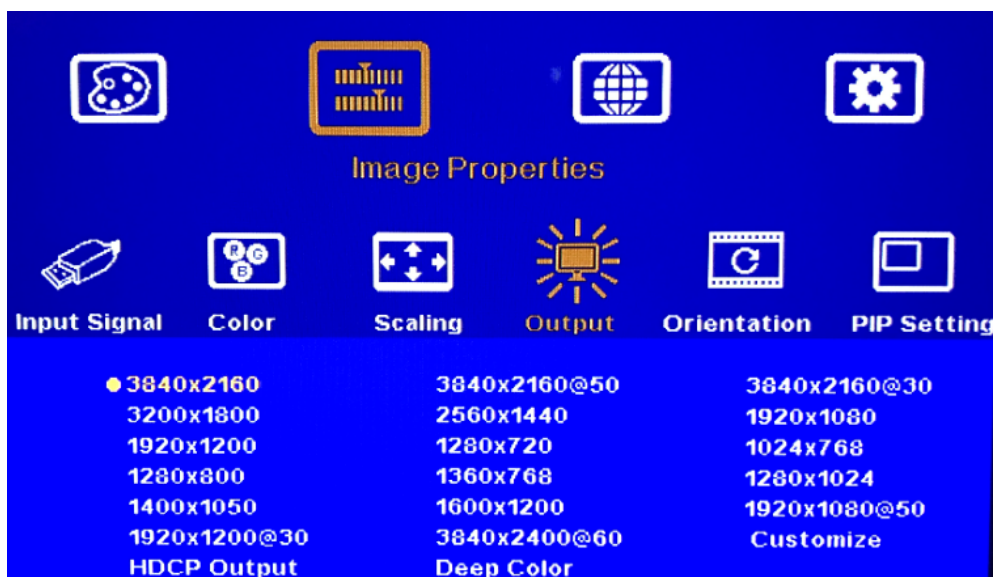 Image Properties
Input Signal Color Scaling Output Orientation PIP Setting
3840x2160 3840x2160@50 3840x2160@30
3200x1800 2560x1440 1920x1080
1920x1200 1280x720 1024x768
1280x800 1360x768 1280x1024
1400x1050 1600x1200 1920x1080@50
1920x1200@30 3840x2400@60 Customize
HDCP Output Deep Color